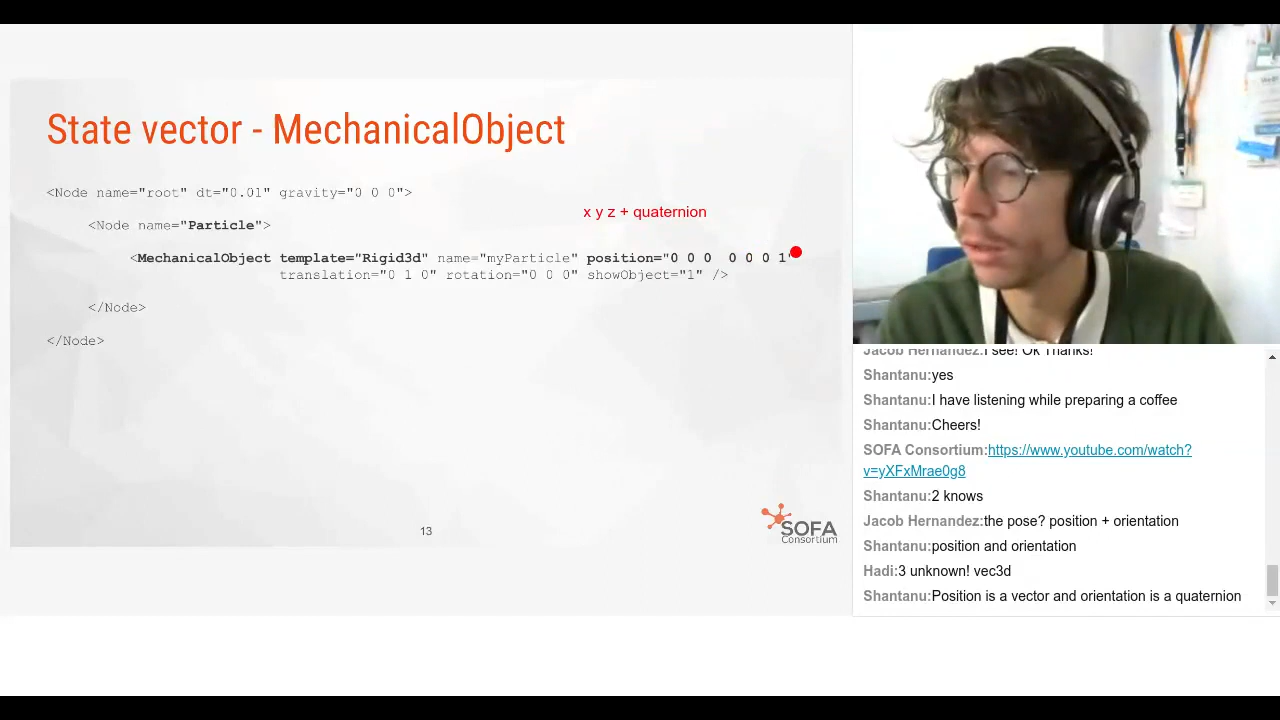 State vector - MechanicalObject
<Node name="root" dt="0.01" gravity="0 0 0">
x y z + quaternion
<Node name="Particle">
<MechanicalObject template="Rigid3d" name="myParticle" position="0 0 0  0 0 0 1"
translation="0 1 0" rotation="0 0 0" showObject="1" />
</Node>
</Node>
13
SOFA
Consortium
Jacob Hernandez:I see! Ok Thanks!
Shantanu:yes
Shantanu:I have listening while preparing a coffee
Shantanu:Cheers!
SOFA Consortium:https://www.youtube.com/watch?
v=yXFxMrae0g8
Shantanu:2 knows
Jacob Hernandez:the pose? position + orientation
Shantanu:position and orientation
Hadi:3 unknown! vec3d
Shantanu:Position is a vector and orientation is a quaternion